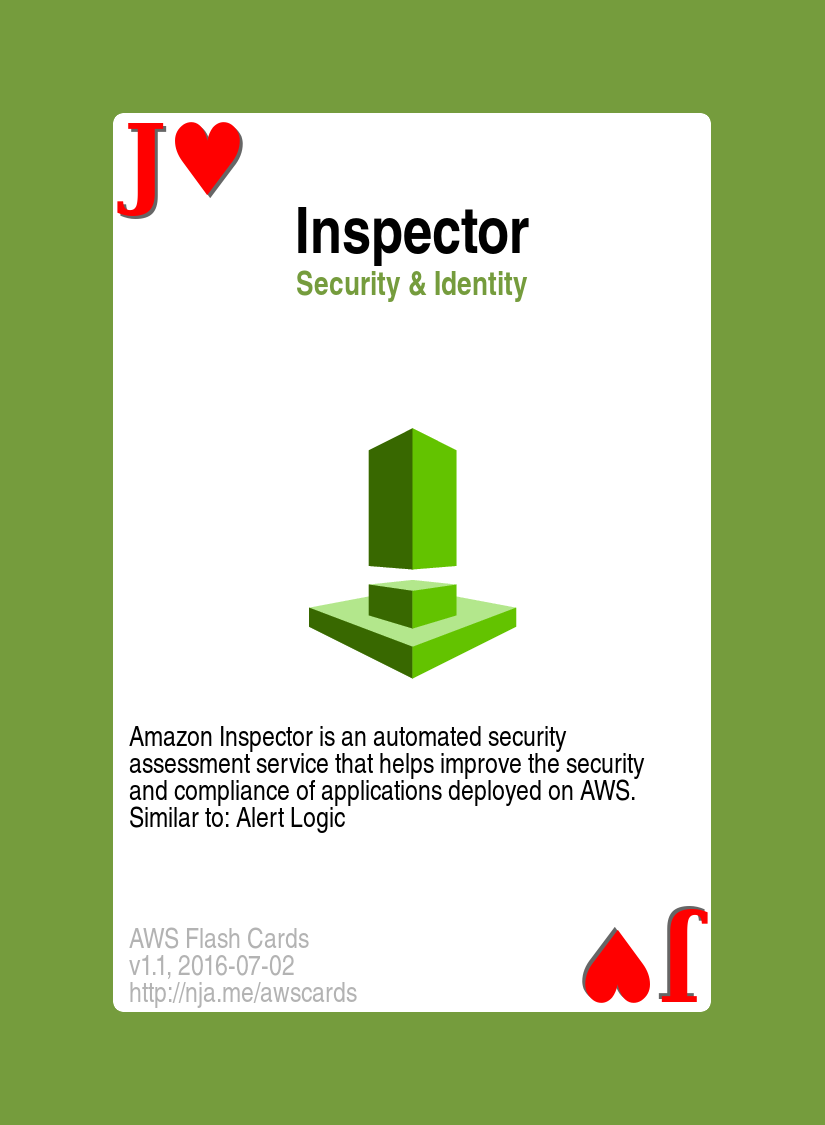 J♥
Inspector
Security & Identity
Amazon Inspector is an automated security
assessment service that helps improve the security
and compliance of applications deployed on AWS.
Similar to: Alert Logic
AWS Flash Cards
v1.1, 2016-07-02
http://nja.me/awscards
J♥